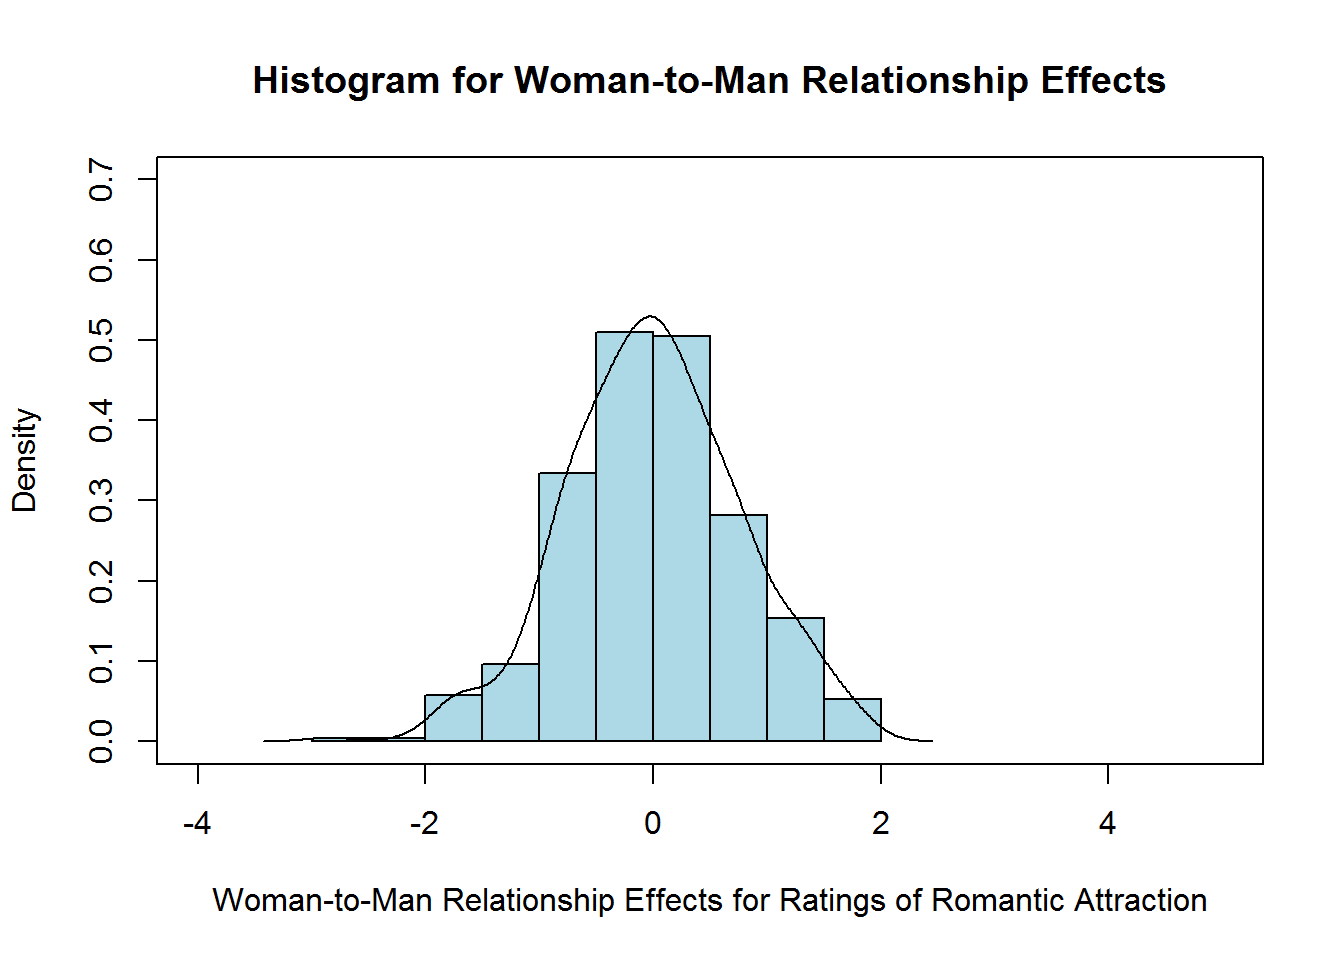 Histogram for Woman-to-Man Relationship Effects
0.7
0.6
0.5
0.4
0.3
0.2
0.1
0.0
Density
-4 -2 0 2 4
Woman-to-Man Relationship Effects for Ratings of Romantic Attraction